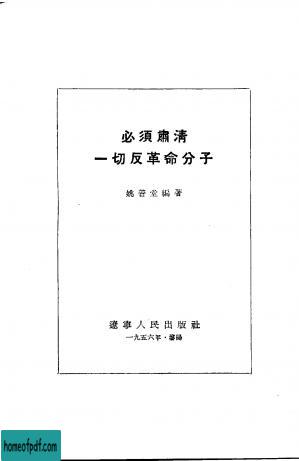 必須肅清
一切反革命分子
姚善堂編著
遼寧人民出版社
一九五六年·瀋陽
homeofpdf.com